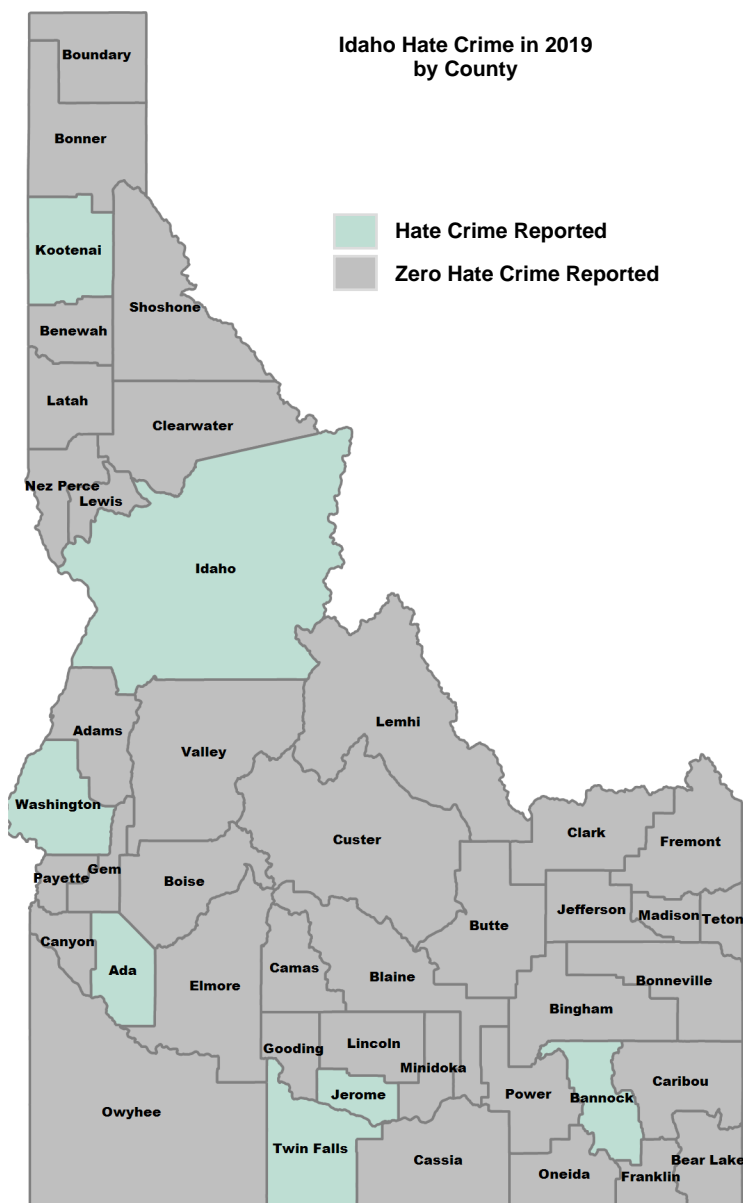 Idaho Hate Crime in 2019
by County
Boundary
Bonner
Kootenai
Hate Crime Reported
Zero Hate Crime Reported
Shoshone
Benewah
Latah
Clearwater
Nez Perce
Lewis
Idaho
Lemhi
Adams
Valley
Washington
Custer
Clark
Fremont
Payette
Gem
Boise
Butte
Jefferson
Madison
Teton
Canyon
Ada
Elmore
Camas
Blaine
Bonneville
Bingham
Gooding
Lincoln
Minidoka
Caribou
Owyhee
Jerome
Power
Bannock
Twin Falls
Cassia
Oneida
Franklin
Bear Lake